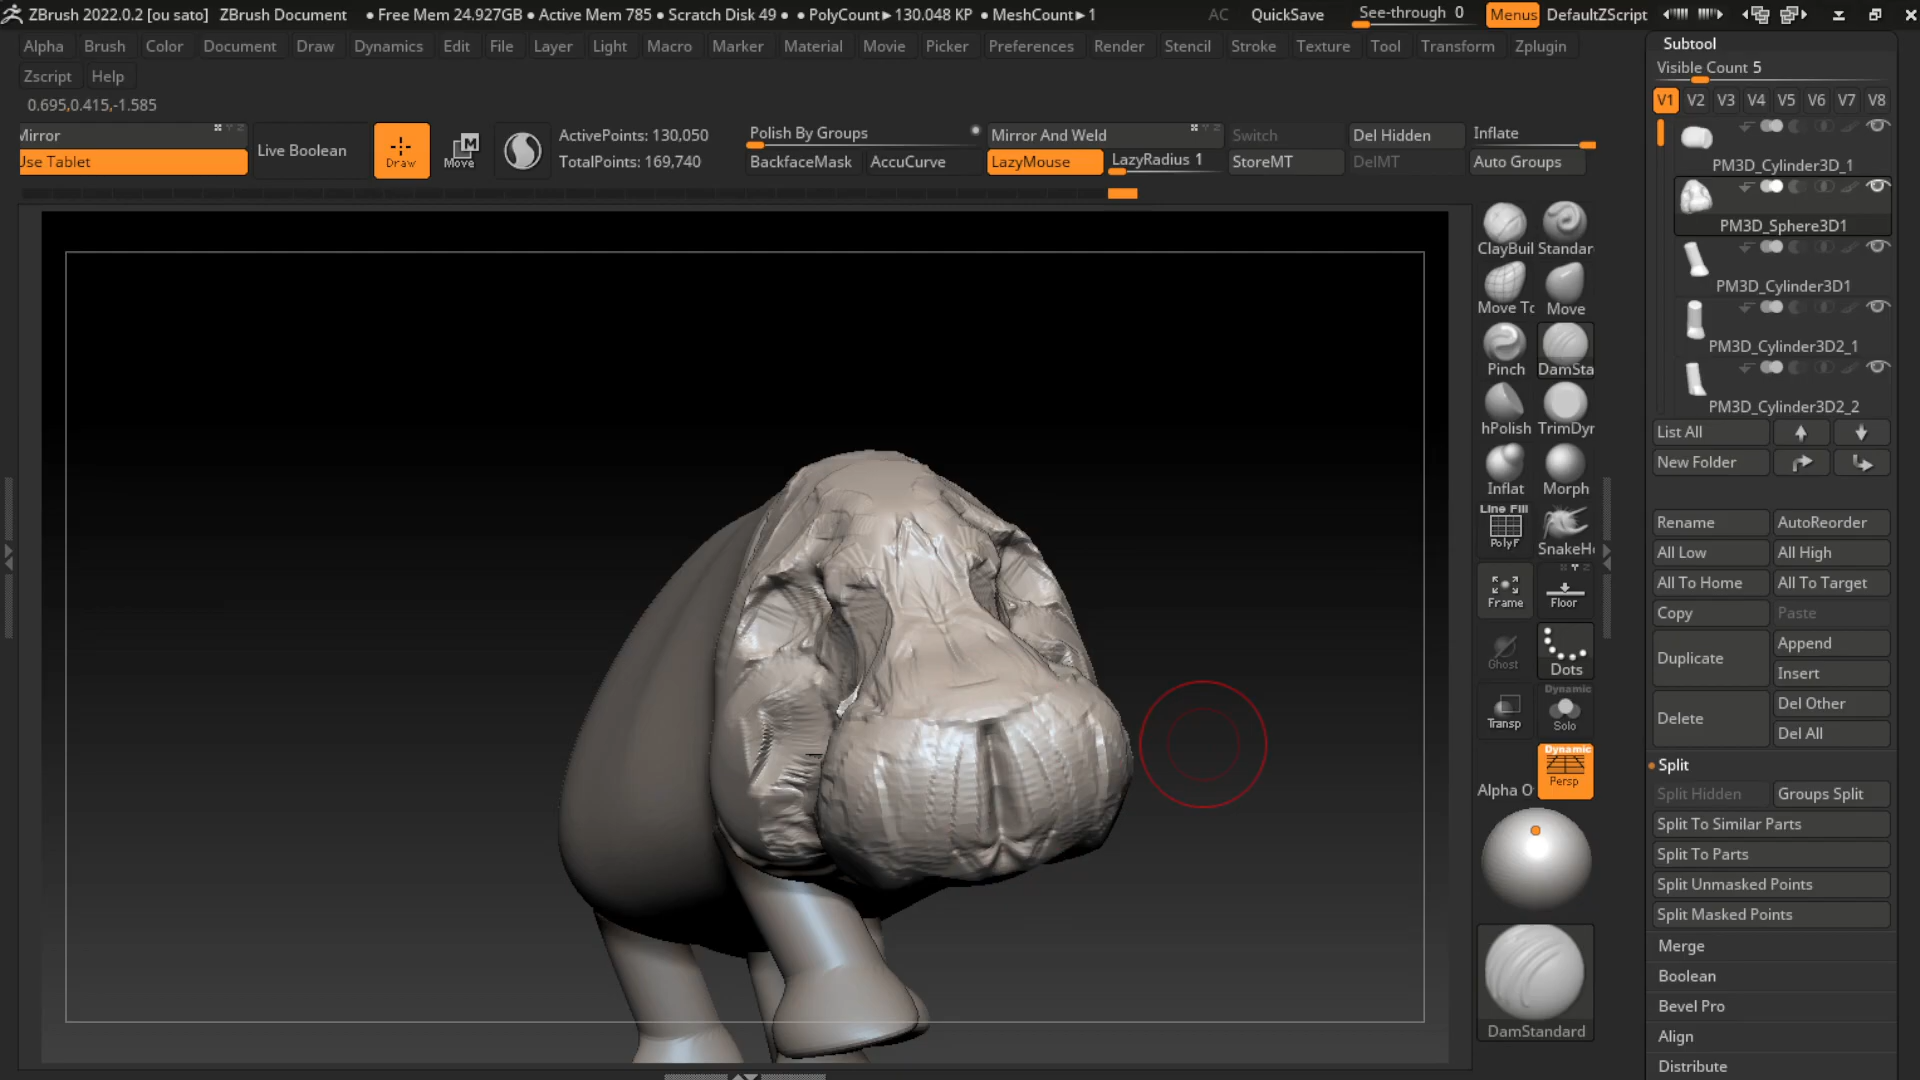 ZBrush 2022.0.2 [ou sato] ZBrush Document • Free Mem 24.927GB • Active Mem 785 • Scratch Disk 49 • • PolyCount▸ 130.048 KP • MeshCount▸ 1 AC QuickSave See-through 0 Menus DefaultZScript
Alpha Brush Color Document Draw Dynamics Edit File Layer Light Macro Marker Material Movie Picker Preferences Render Stencil Stroke Texture Tool Transform Zplugin
Zscript Help
0.695,0.415,-1.585
Mirror
Use Tablet
Live Boolean
Draw
Move
M
ActivePoints: 130,050
TotalPoints: 169,740
Polish By Groups
BackfaceMask AccuCurve
Mirror And Weld
LazyMouse LazyRadius 1
Switch Del Hidden
StoreMT DelMT
Inflate
Auto Groups
ClayBuil Standar
Move To Move
Pinch DamSta
hPolish TrimDyn
Inflat Morph
Line Fill
PolyF
SnakeHo
Frame Floor
Ghost Dots
Transp
Dynamic
Solo
Dynamic
Persp
Alpha O
DamStandard
Subtool
Visible Count 5
V1 V2 V3 V4 V5 V6 V7 V8
PM3D_Cylinder3D_1
PM3D_Sphere3D1
PM3D_Cylinder3D1
PM3D_Cylinder3D2_1
PM3D_Cylinder3D2_2
List All
New Folder
Rename AutoReorder
All Low All High
All To Home All To Target
Copy Paste
Duplicate Append
Insert
Delete Del Other
Del All
Split
Split Hidden Groups Split
Split To Similar Parts
Split To Parts
Split Unmasked Points
Split Masked Points
Merge
Boolean
Bevel Pro
Align
Distribute